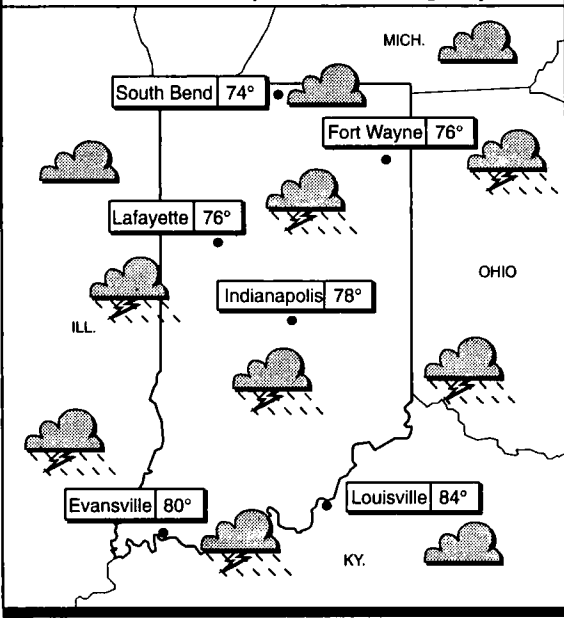 MICH.
South Bend 74°
Fort Wayne 76°
Lafayette 76°
OHIO
Indianapolis 78°
ILL.
Evansville 80°
Louisville 84°
KY.